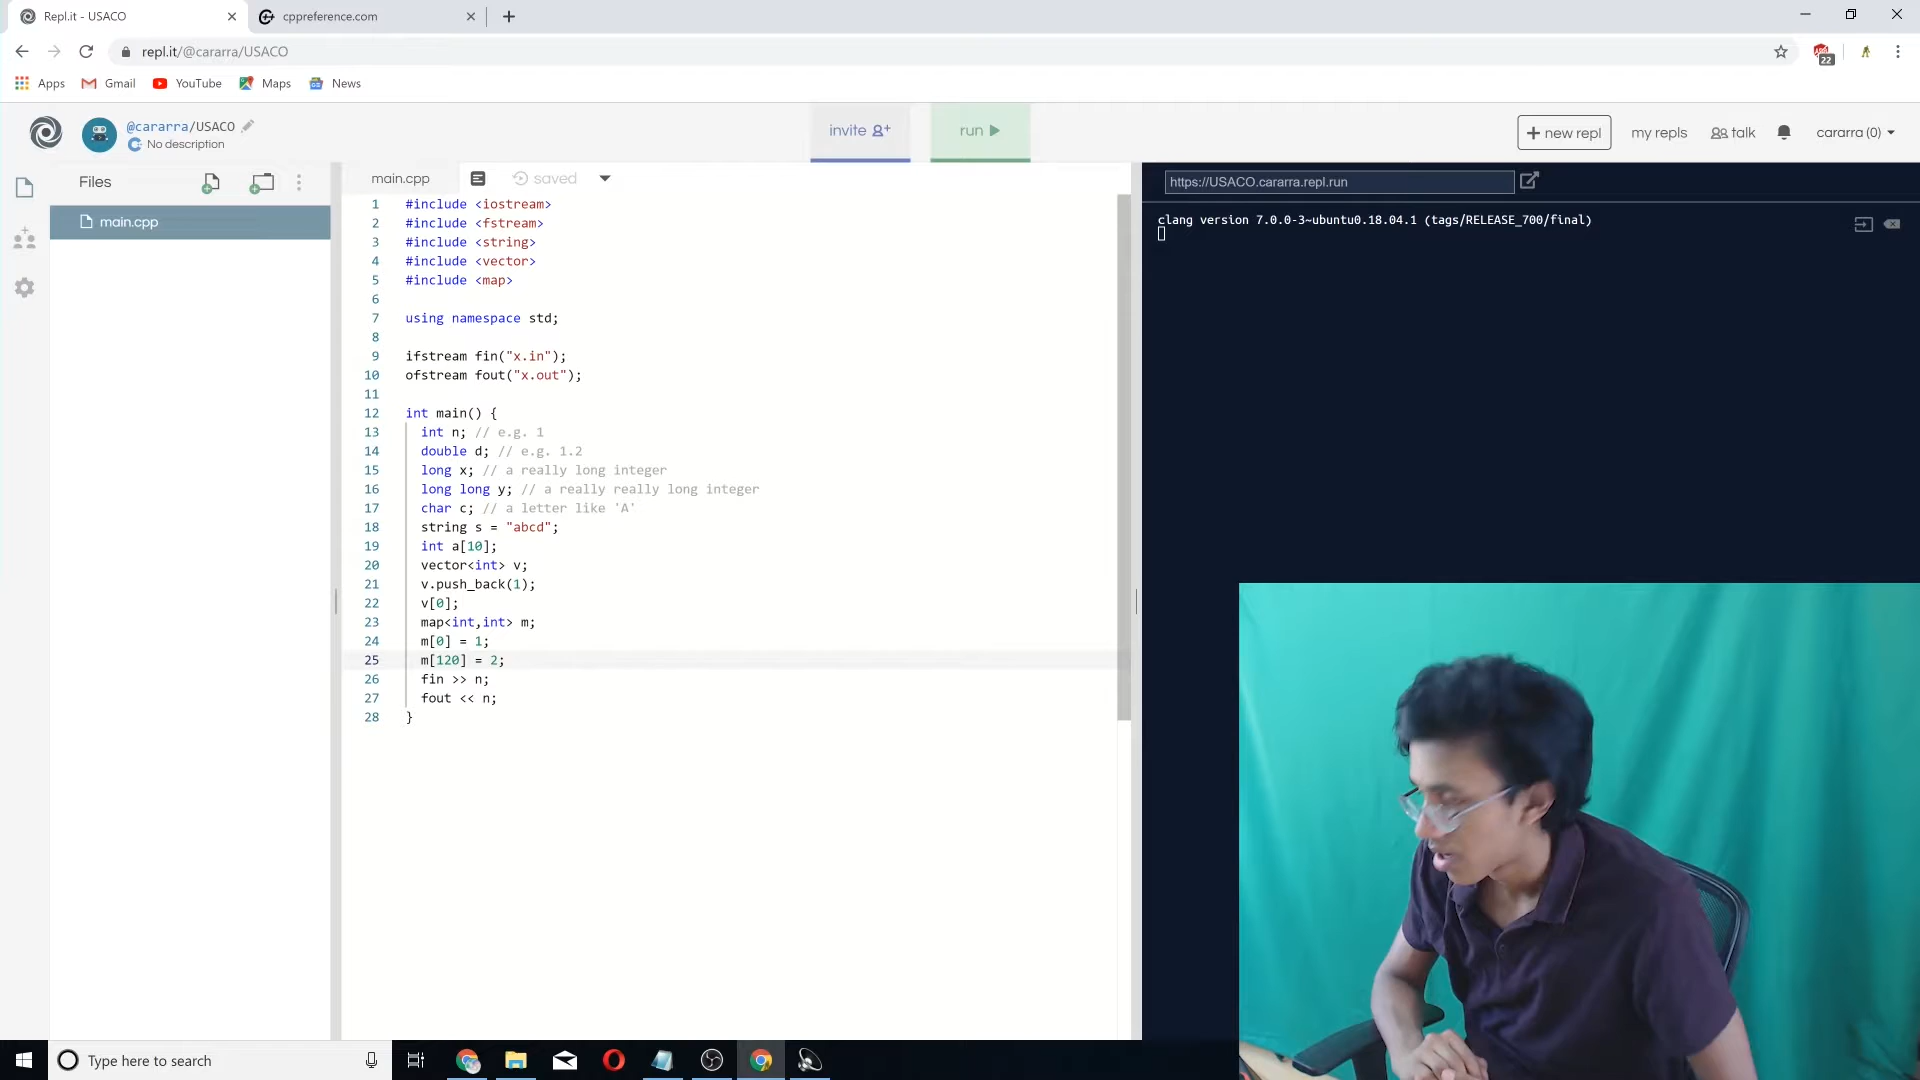 Repl.it - USACO
cppreference.com
repl.it/@cararra/USACO
22
Apps
Gmail
YouTube
Maps
News
@cararra/USACO
No description
invite
run
+ new repl
my repls
talk
cararra (0)
Files
main.cpp
main.cpp
saved
https://USACO.cararra.repl.run
clang version 7.0.0-3~ubuntu0.18.04.1 (tags/RELEASE_700/final)
1 #include <iostream>
2 #include <fstream>
3 #include <string>
4 #include <vector>
5 #include <map>
6
7 using namespace std;
8
9 ifstream fin("x.in");
10 ofstream fout("x.out");
11
12 int main() {
13 int n; // e.g. 1
14 double d; // e.g. 1.2
15 long x; // a really long integer
16 long long y; // a really really long integer
17 char c; // a letter like 'A'
18 string s = "abcd";
19 int a[10];
20 vector<int> v;
21 v.push_back(1);
22 v[0];
23 map<int,int> m;
24 m[0] = 1;
25 m[120] = 2;
26 fin >> n;
27 fout << n;
28 }
Type here to search